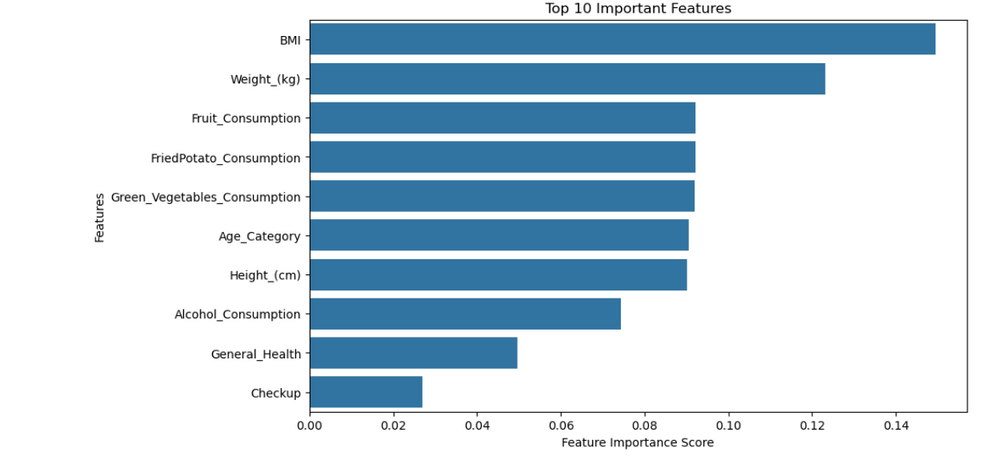 Top 10 Important Features
BMI
Weight_(kg)
Fruit_Consumption
FriedPotato_Consumption
Green_Vegetables_Consumption
Age_Category
Height_(cm)
Alcohol_Consumption
General_Health
Checkup
Features
0.00 0.02 0.04 0.06 0.08 0.10 0.12 0.14
Feature Importance Score